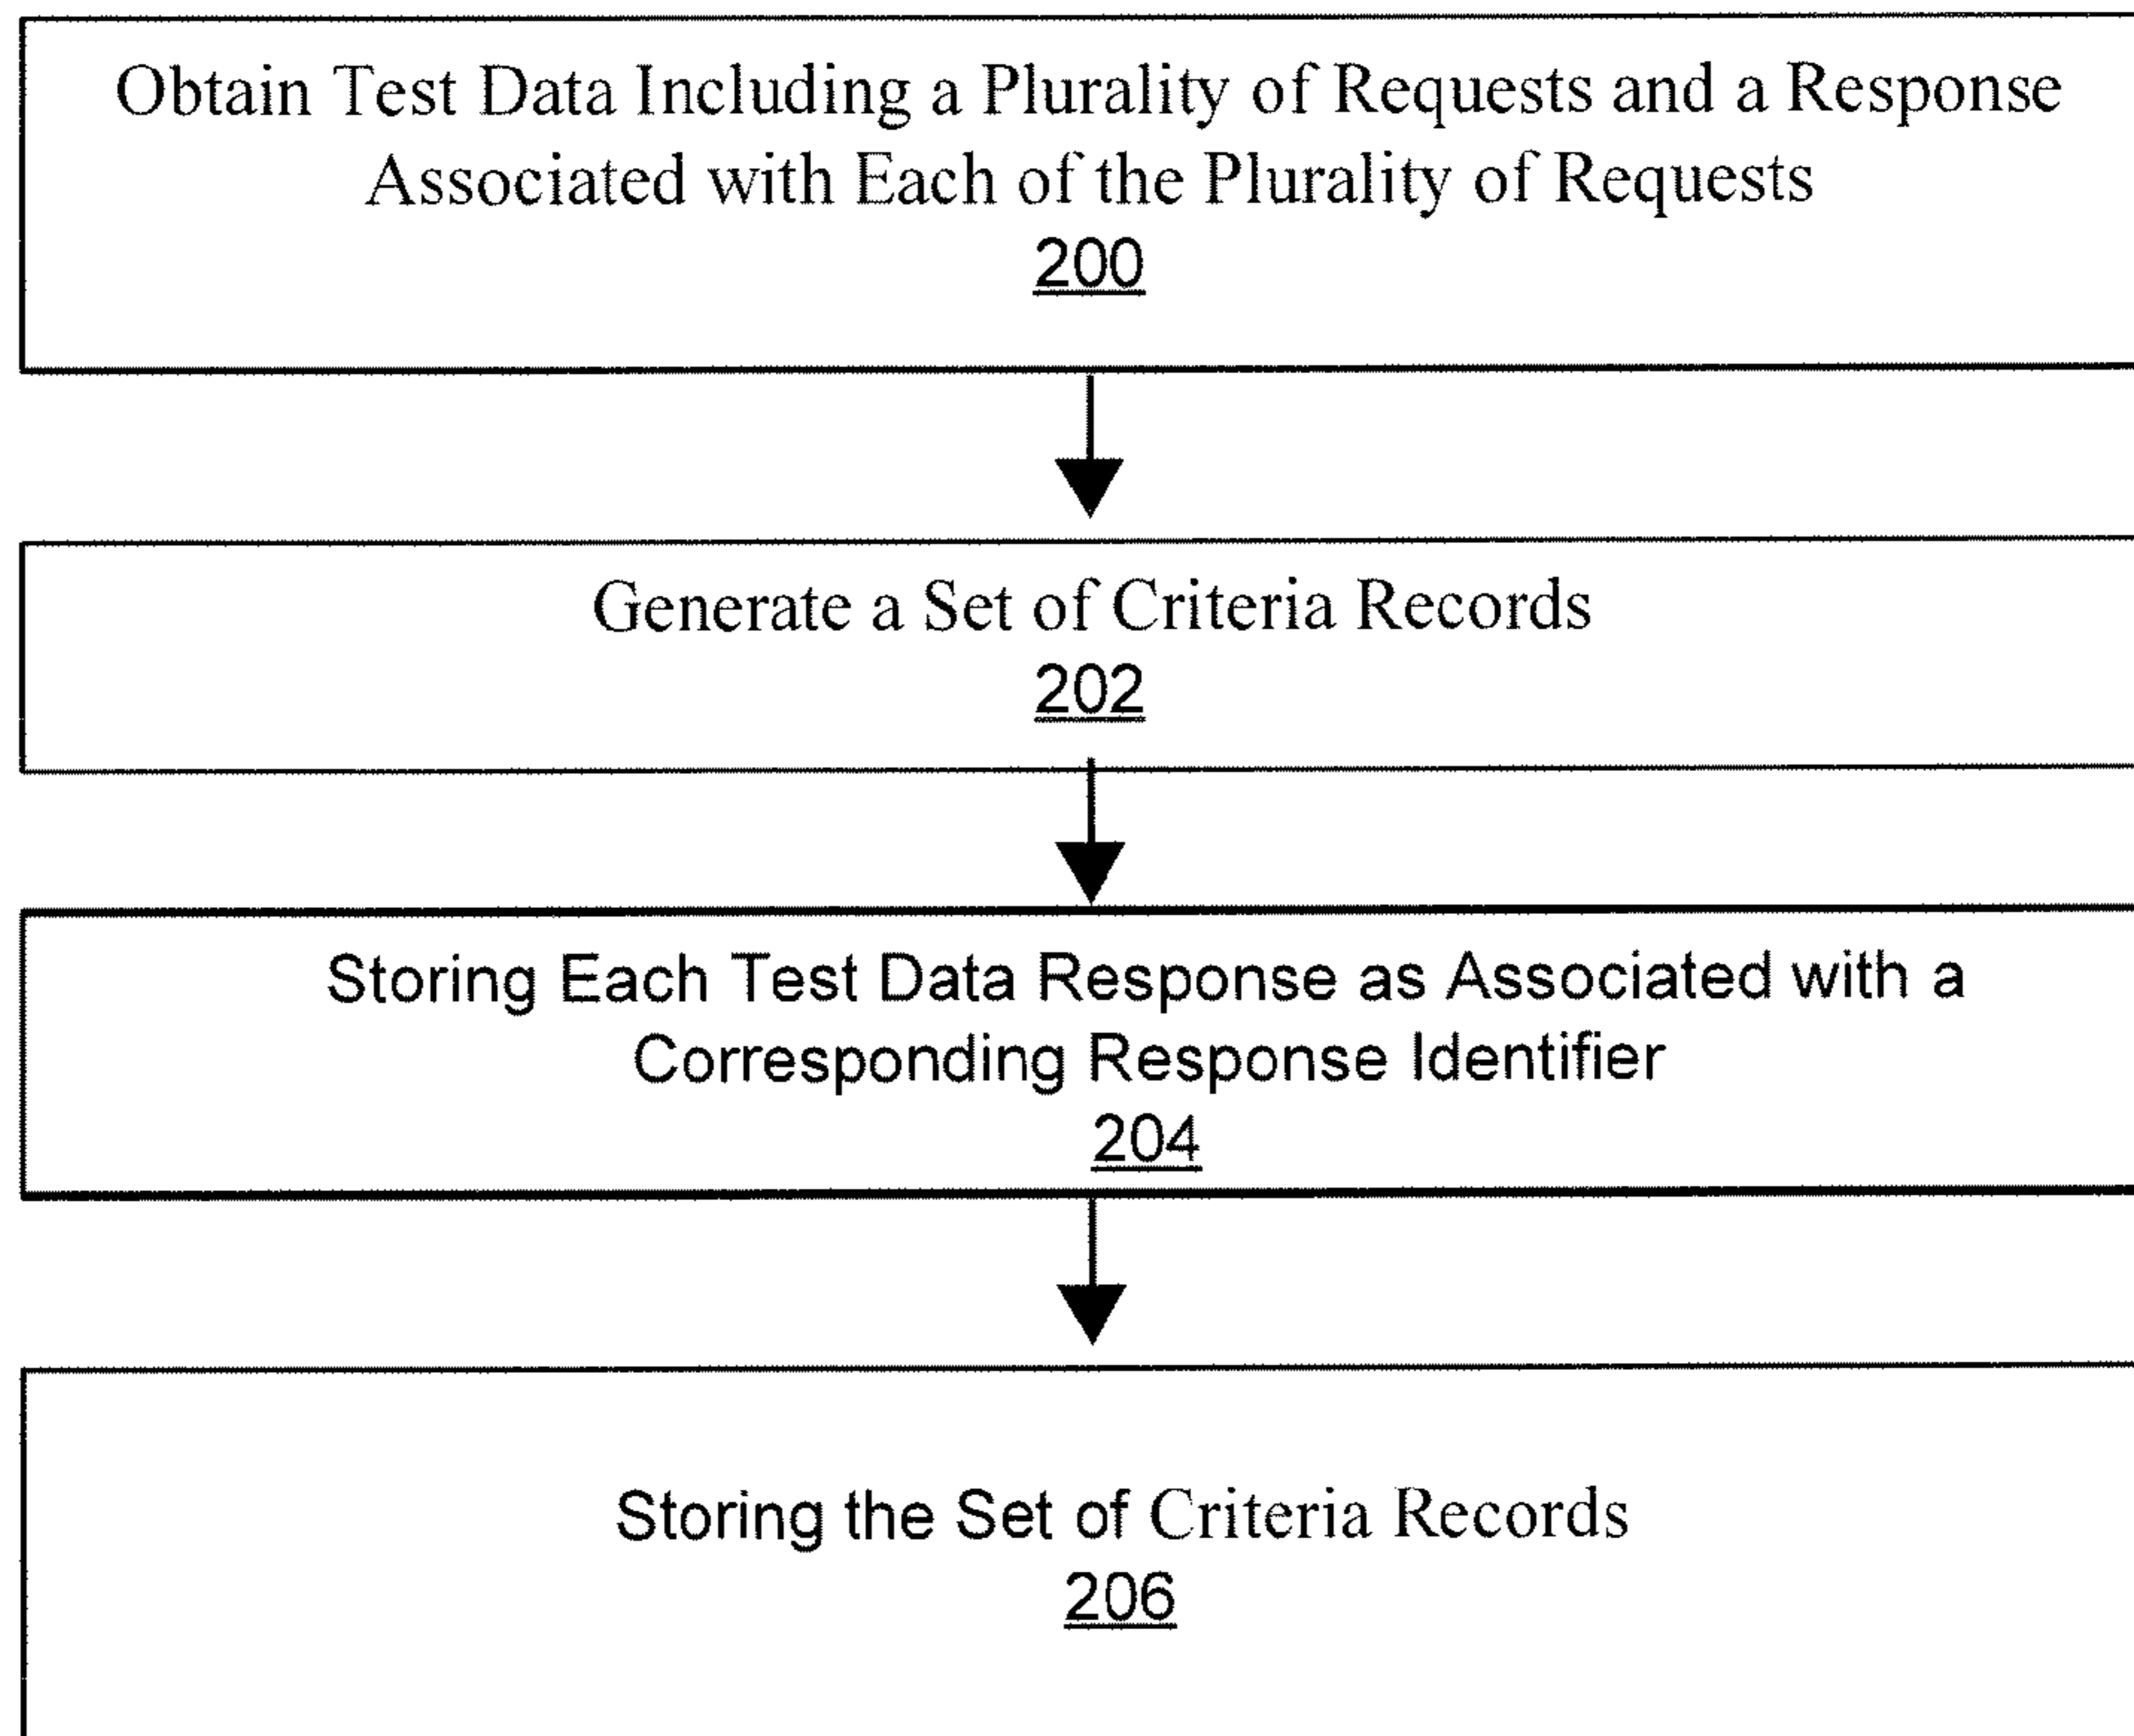 Obtain Test Data Including a Plurality of Requests and a Response
Associated with Each of the Plurality of Requests
200
Generate a Set of Criteria Records
202
Storing Each Test Data Response as Associated with a
Corresponding Response Identifier
204
Storing the Set of Criteria Records
206